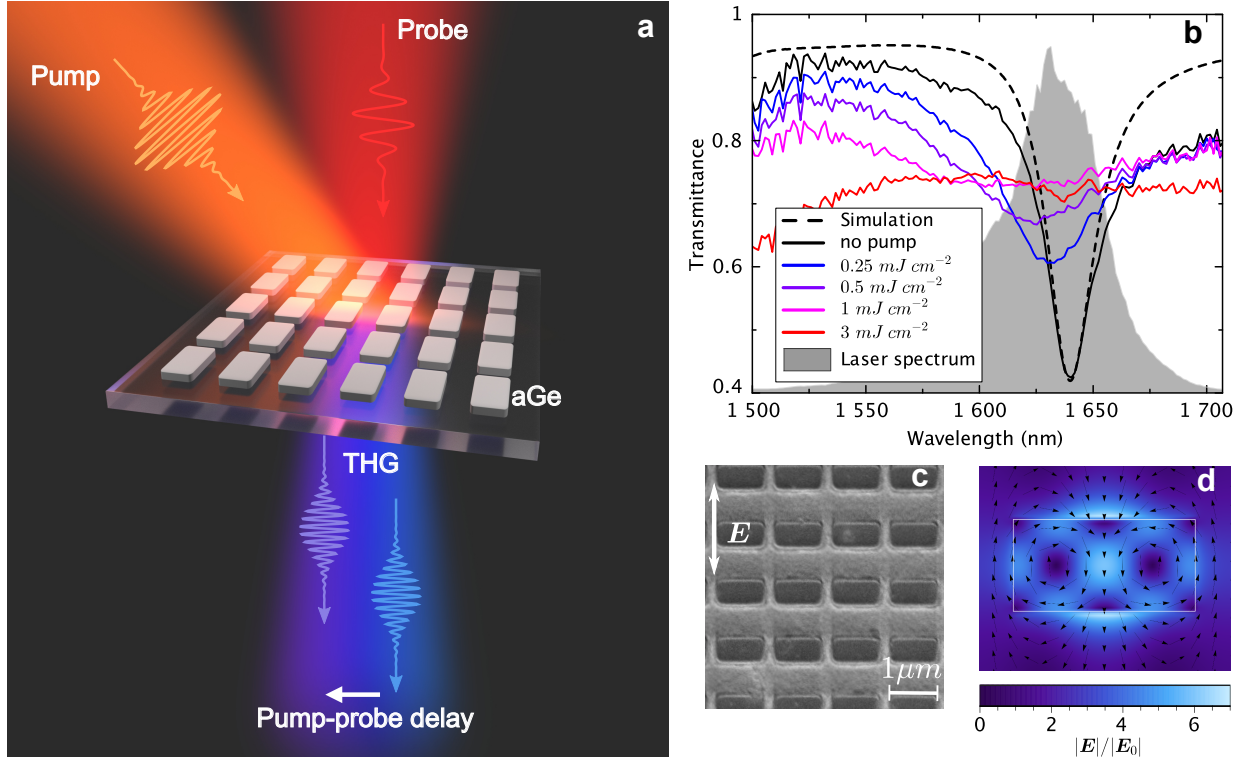 a
Probe
Pump
aGe
THG
Pump-probe delay
b
1
0.8
0.6
0.4
Transmittance
Simulation
no pump
0.25 mJ cm⁻²
0.5 mJ cm⁻²
1 mJ cm⁻²
3 mJ cm⁻²
Laser spectrum
1 500
1 550
1 600
1 650
1 700
Wavelength (nm)
c
E
1μm
d
0
2
4
6
|E|/|E₀|